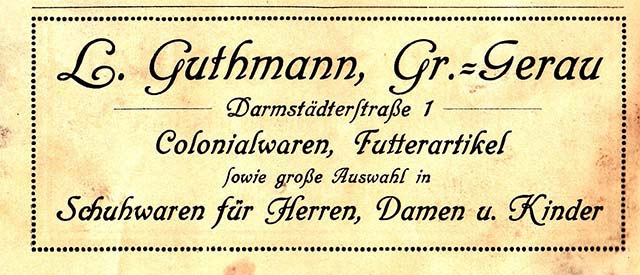 L. Guthmann, Gr.=Gerau
Darmstädterſtraße 1
Colonialwaren, Futterartikel
ſowie große Auswahl in
Schuhwaren für Herren, Damen u. Kinder